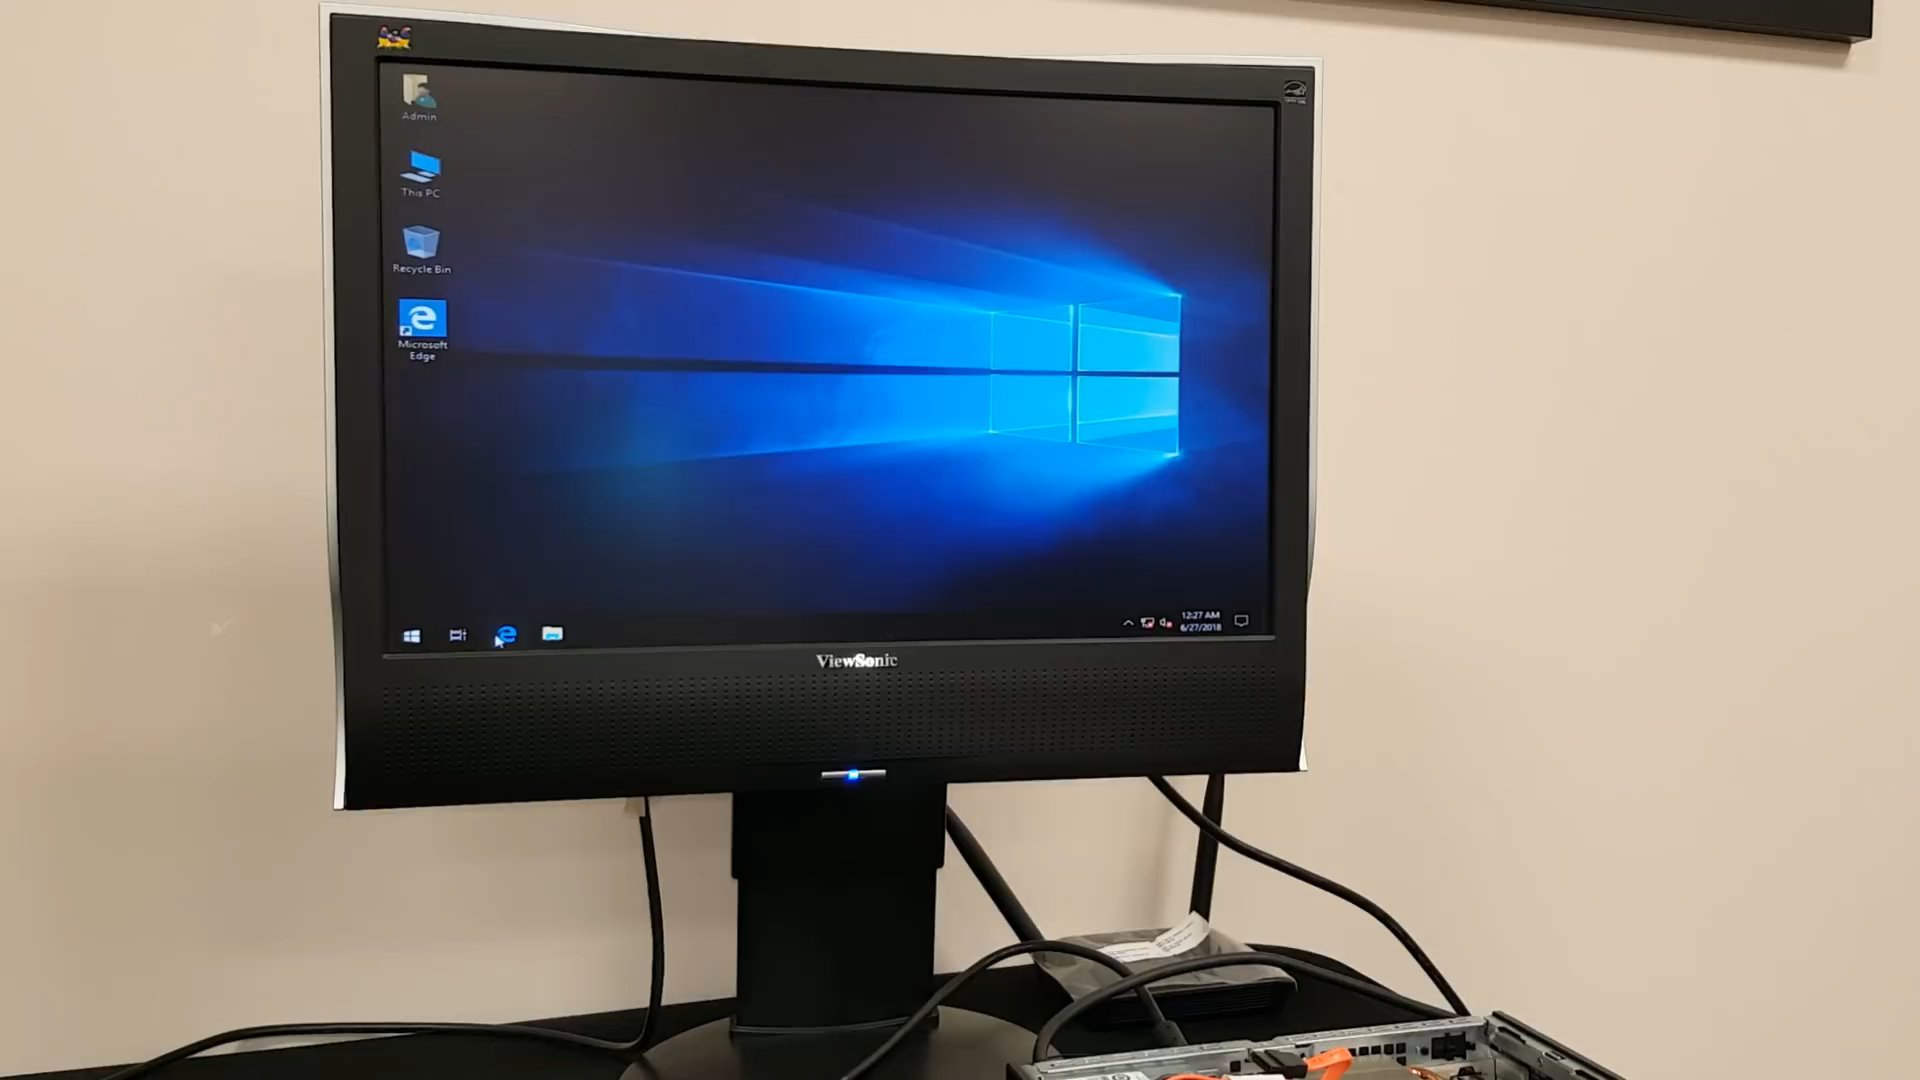 Admin
This PC
Recycle Bin
Microsoft
Edge
12:27 AM
6/27/2018
ViewSonic